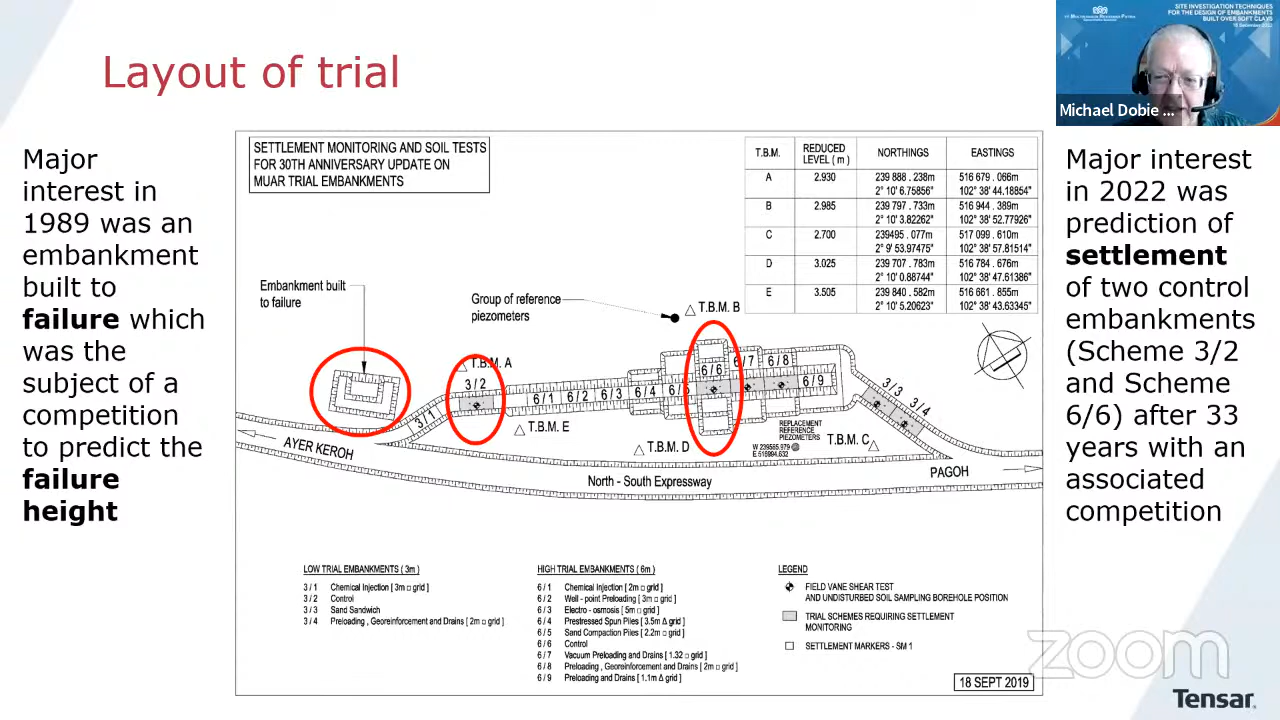 Layout of trial
SITE INVESTIGATION TECHNIQUES
FOR THE DESIGN OF EMBANKMENTS
BUILT OVER SOFT CLAYS
Michael Dobie ...
Major
interest in
1989 was an
embankment
built to
failure which
was the
subject of a
competition
to predict the
failure
height
SETTLEMENT MONITORING AND SOIL TESTS
FOR 30TH ANNIVERSARY UPDATE ON
MUAR TRIAL EMBANKMENTS
T.B.M. REDUCED LEVEL ( m ) NORTHINGS EASTINGS
A 2.930 239 888 . 238m 516 679 .066m
2° 10' 6.75856" 102° 38' 44.18854"
B 2.985 239 797 . 733m 516 944 .389m
2° 10' 3.82262" 102° 38' 52.77926"
C 2.700 239495 . 077m 517 099 .610m
2° 9' 53.97475" 102° 38' 57.81514"
D 3.025 239 707 . 783m 516 784 .676m
2° 10' 0.88744" 102° 38' 47.61386"
E 3.505 239 840 . 582m 516 661 .855m
2° 10' 5.20623" 102° 38' 43.63345"
Embankment built
to failure
Group of reference
piezometers
T.B.M. B
T.B.M. A
3 / 2
3 / 1
6 / 1 6 / 2 6 / 3 6 / 4 6 / 5 6 / 6 6 / 7 6 / 8 6 / 9
3 / 3 3 / 4
T.B.M. E
T.B.M. D
REPLACEMENT
REFERENCE
PIEZOMETERS
T.B.M. C
AYER KEROH
North - South Expressway
PAGOH
LOW TRIAL EMBANKMENTS ( 3m )
3 / 1 Chemical Injection [ 3m □ grid ]
3 / 2 Control
3 / 3 Sand Sandwich
3 / 4 Preloading , Georeinforcement and Drains [ 2m □ grid ]
HIGH TRIAL EMBANKMENTS ( 6m )
6 / 1 Chemical Injection [ 2m □ grid ]
6 / 2 Well - point Preloading [ 3m □ grid ]
6 / 3 Electro - osmosis [ 5m □ grid ]
6 / 4 Prestressed Spun Piles [ 3.5m Δ grid ]
6 / 5 Sand Compaction Piles [ 2.2m □ grid ]
6 / 6 Control
6 / 7 Vacuum Preloading and Drains [ 1.32 □ grid ]
6 / 8 Preloading , Georeinforcement and Drains [ 2m □ grid ]
6 / 9 Preloading and Drains [ 1.1m Δ grid ]
LEGEND
FIELD VANE SHEAR TEST
AND UNDISTURBED SOIL SAMPLING BOREHOLE POSITION
TRIAL SCHEMES REQUIRING SETTLEMENT
MONITORING
SETTLEMENT MARKERS - SM 1
18 SEPT 2019
Major interest
in 2022 was
prediction of
settlement
of two control
embankments
(Scheme 3/2
and Scheme
6/6) after 33
years with an
associated
competition
zoom
Tensar.